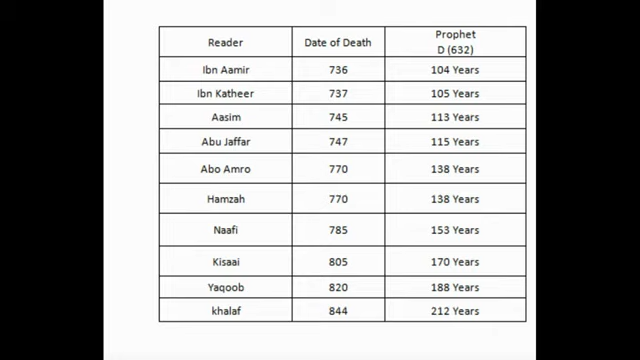 Reader Date of Death Prophet
D (632)
Ibn Aamir 736 104 Years
Ibn Katheer 737 105 Years
Aasim 745 113 Years
Abu Jaffar 747 115 Years
Abo Amro 770 138 Years
Hamzah 770 138 Years
Naafi 785 153 Years
Kisaai 805 170 Years
Yaqoob 820 188 Years
khalaf 844 212 Years